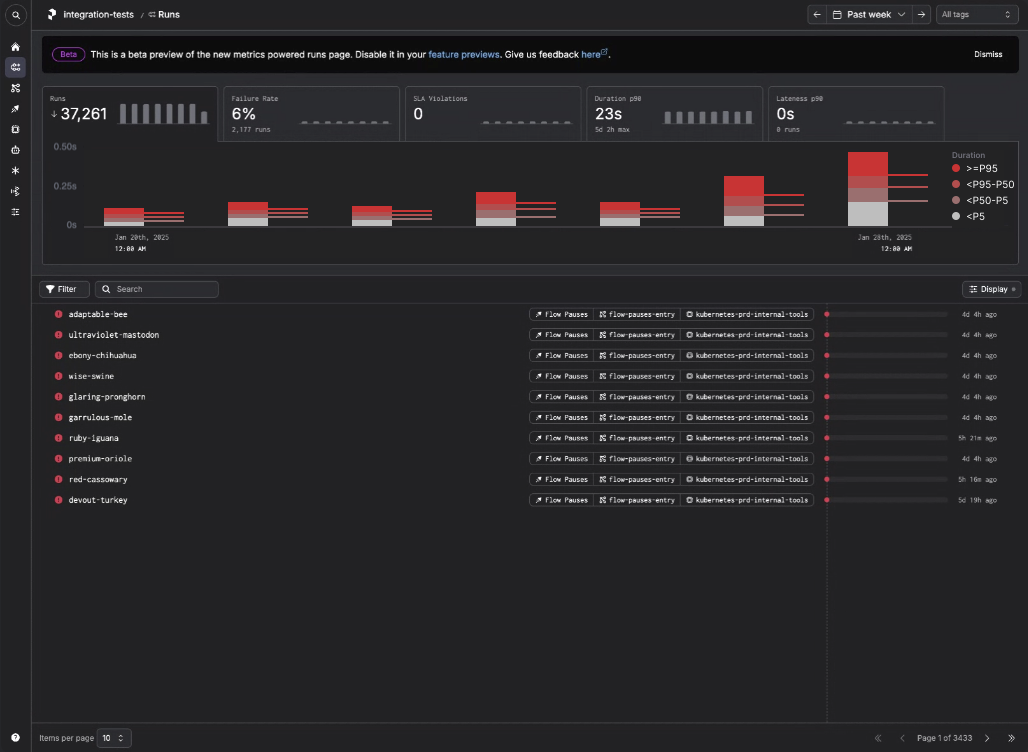 integration-tests / Runs
Past week
All tags
Beta This is a beta preview of the new metrics powered runs page. Disable it in your feature previews. Give us feedback here.
Dismiss
Runs
37,261
Failure Rate
6%
2,177 runs
SLA Violations
0
Duration p90
23s
5d 2h max
Lateness p90
0s
0 runs
0.50s
0.25s
0s
Jan 20th, 2025
12:00 AM
Jan 28th, 2025
12:00 AM
Duration
>=P95
<P95-P50
<P50-P5
<P5
Filter
Search
Display
adaptable-bee Flow Pauses flow-pauses-entry kubernetes-prd-internal-tools 4d 4h ago
ultraviolet-mastodon Flow Pauses flow-pauses-entry kubernetes-prd-internal-tools 4d 4h ago
ebony-chihuahua Flow Pauses flow-pauses-entry kubernetes-prd-internal-tools 4d 4h ago
wise-swine Flow Pauses flow-pauses-entry kubernetes-prd-internal-tools 4d 4h ago
glaring-pronghorn Flow Pauses flow-pauses-entry kubernetes-prd-internal-tools 4d 4h ago
garrulous-mole Flow Pauses flow-pauses-entry kubernetes-prd-internal-tools 4d 4h ago
ruby-iguana Flow Pauses flow-pauses-entry kubernetes-prd-internal-tools 5h 21m ago
premium-oriole Flow Pauses flow-pauses-entry kubernetes-prd-internal-tools 4d 4h ago
red-cassowary Flow Pauses flow-pauses-entry kubernetes-prd-internal-tools 5h 16m ago
devout-turkey Flow Pauses flow-pauses-entry kubernetes-prd-internal-tools 5d 19h ago
Items per page 10
Page 1 of 3433